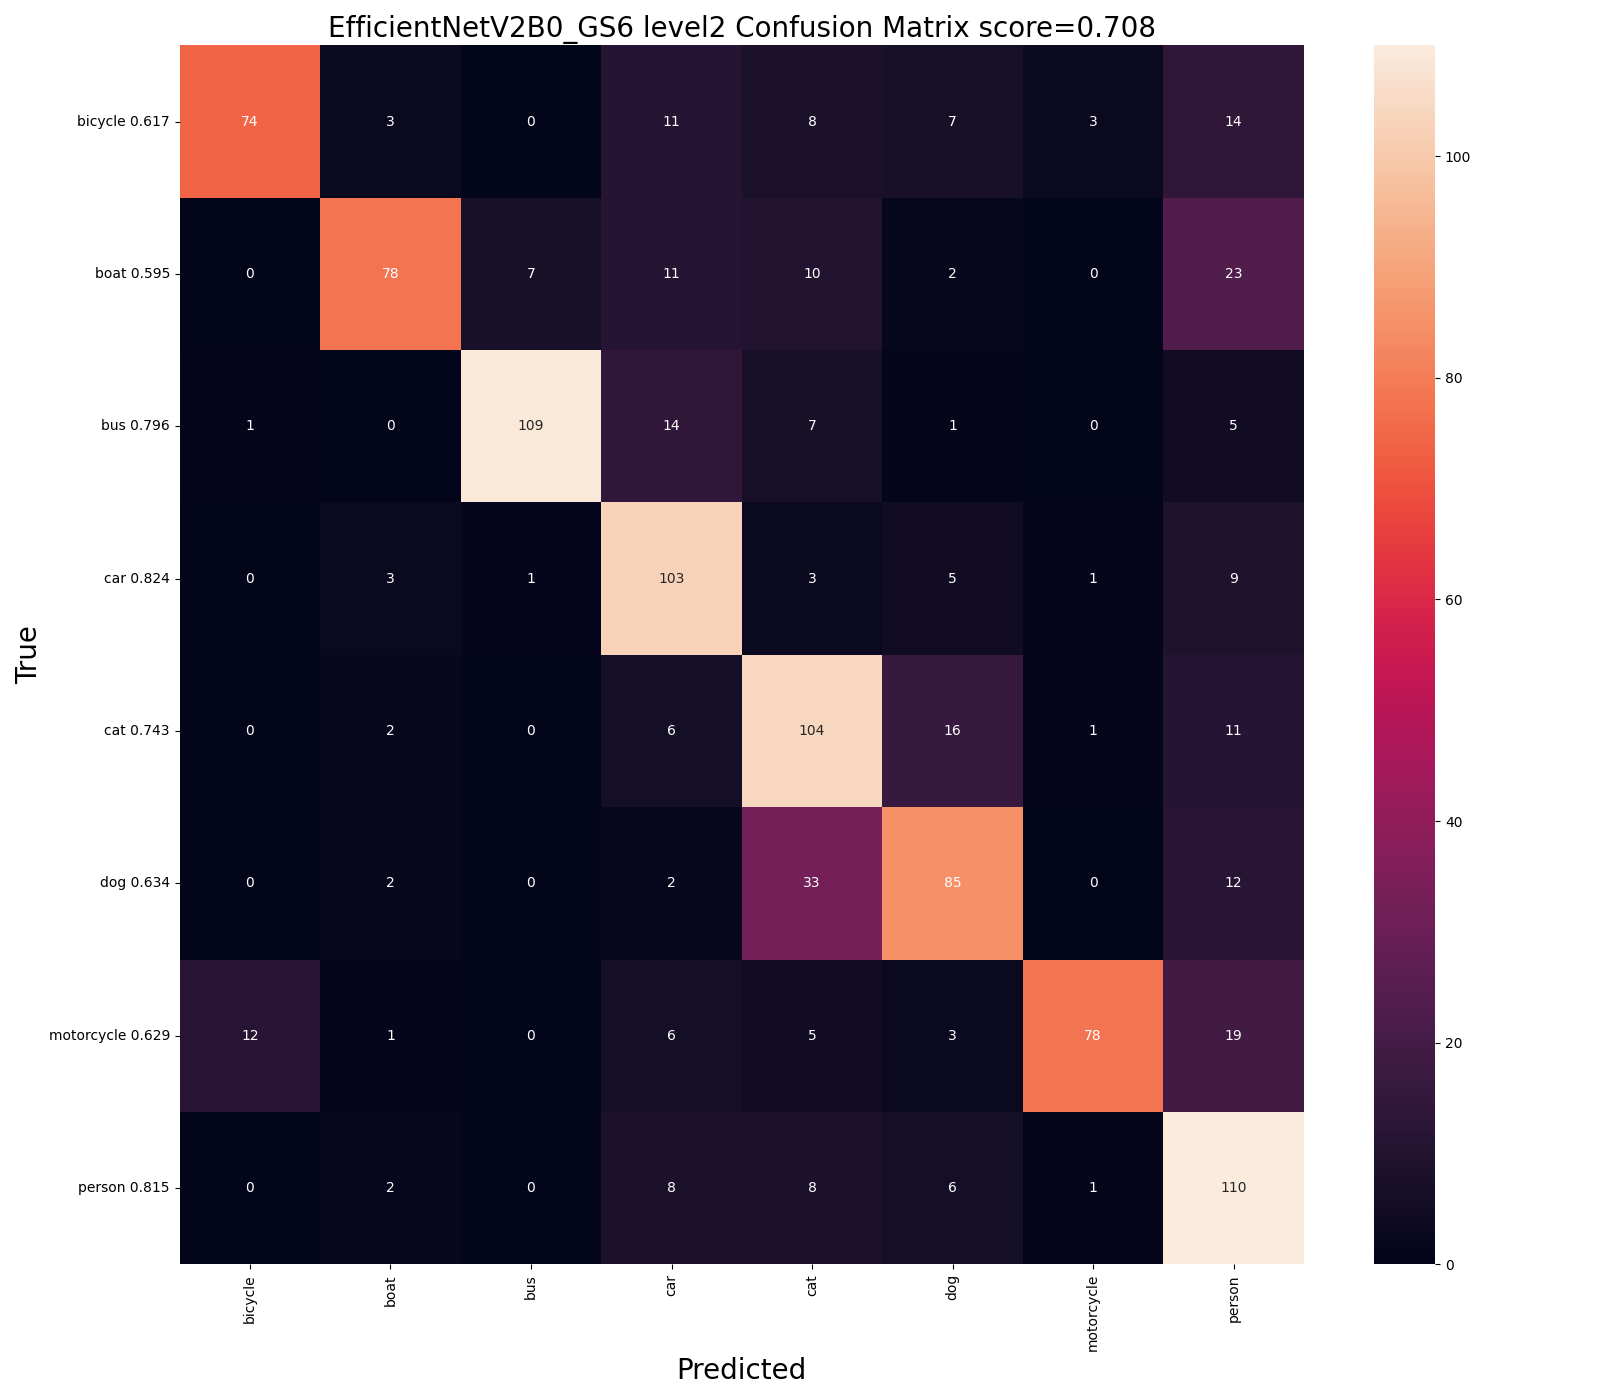 EfficientNetV2B0_GS6 level2 Confusion Matrix score=0.708
bicycle 0.617 74 3 0 11 8 7 3 14
boat 0.595 0 78 7 11 10 2 0 23
bus 0.796 1 0 109 14 7 1 0 5
car 0.824 0 3 1 103 3 5 1 9
cat 0.743 0 2 0 6 104 16 1 11
dog 0.634 0 2 0 2 33 85 0 12
motorcycle 0.629 12 1 0 6 5 3 78 19
person 0.815 0 2 0 8 8 6 1 110
True
bicycle boat bus car cat dog motorcycle person
Predicted
100
80
60
40
20
0